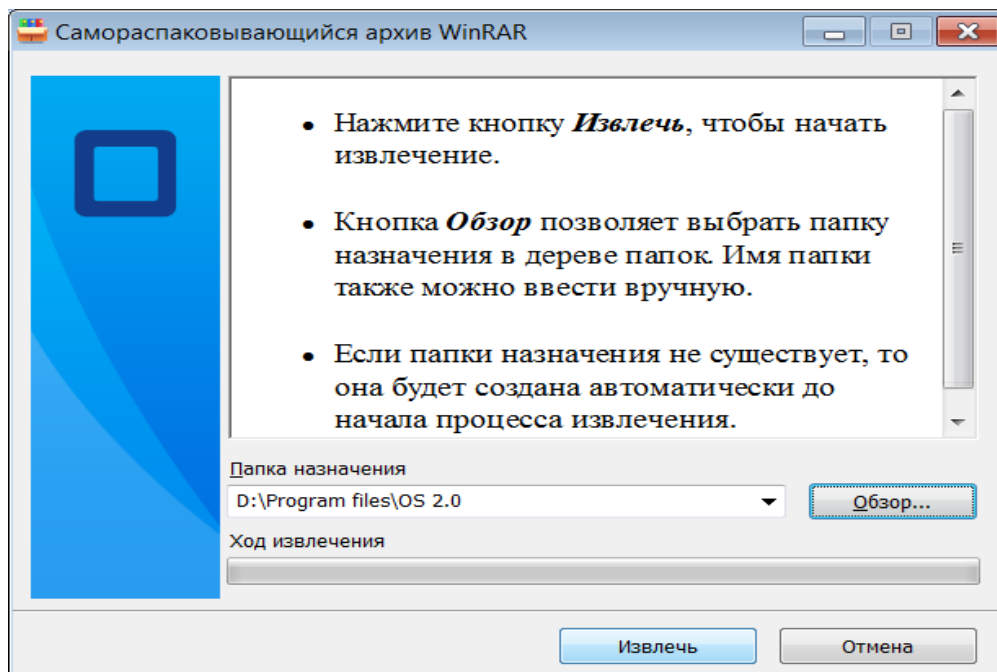 Самораспаковывающийся архив WinRAR
• Нажмите кнопку Извлечь, чтобы начать
извлечение.
• Кнопка Обзор позволяет выбрать папку
назначения в дереве папок. Имя папки
также можно ввести вручную.
• Если папки назначения не существует, то
она будет создана автоматически до
начала процесса извлечения.
Папка назначения
D:\Program files\OS 2.0
Обзор...
Ход извлечения
Извлечь
Отмена